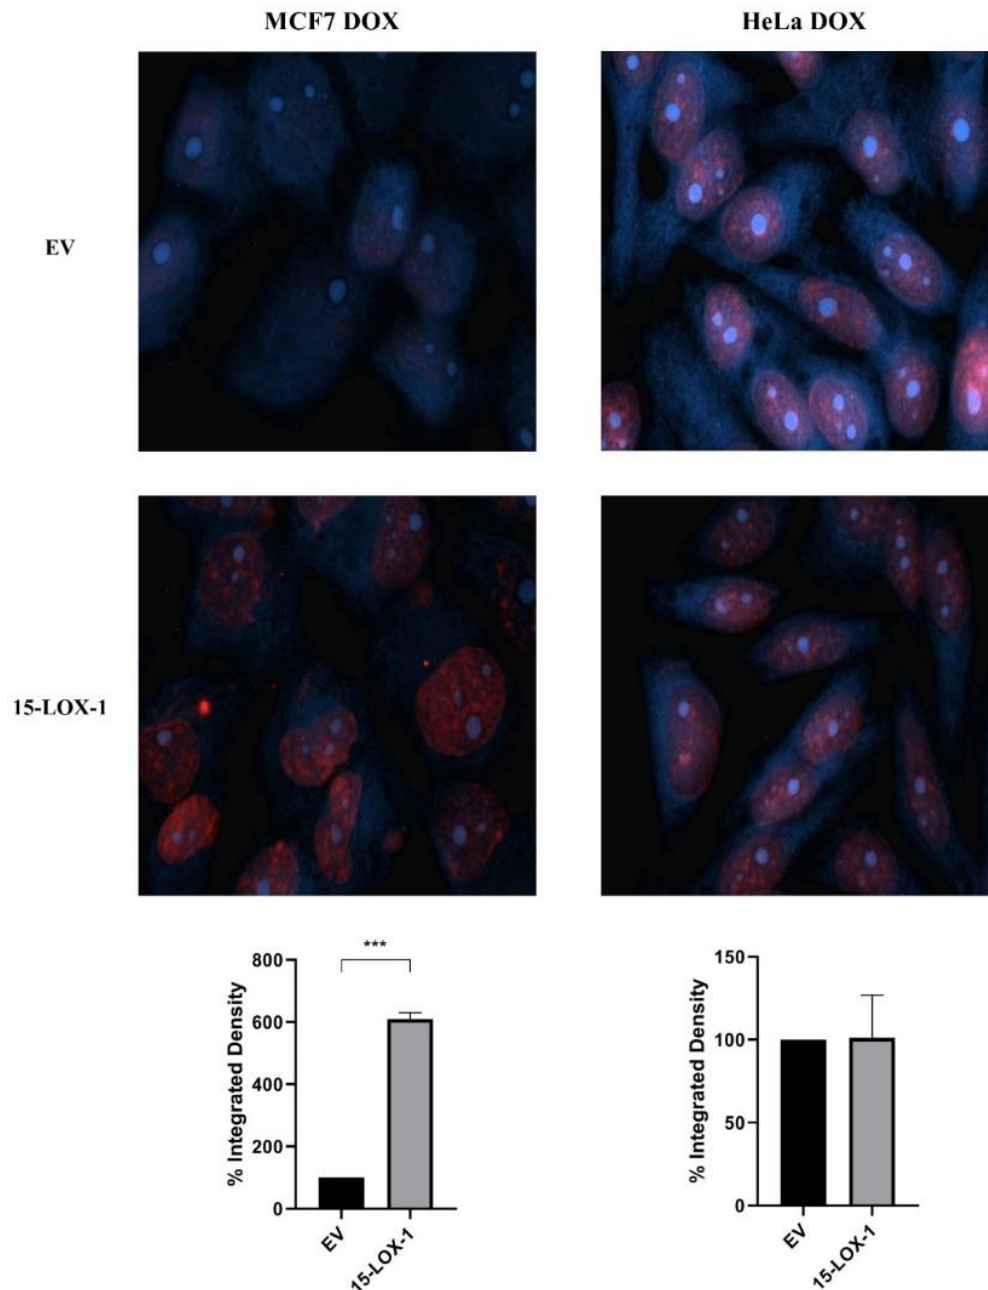 MCF7 DOX
HeLa DOX
EV
15-LOX-1
***
800
600
400
200
0
% Integrated Density
EV
15-LOX-1
150
100
50
0
% Integrated Density
EV
15-LOX-1